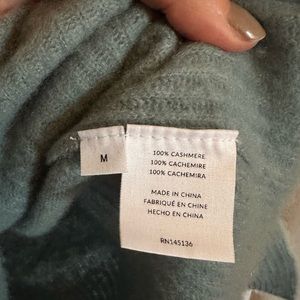 M
100% CASHMERE
100% CACHEMIRE
100% CACHEMIRA
MADE IN CHINA
FABRIQUÉ EN CHINE
HECHO EN CHINA
RN145136